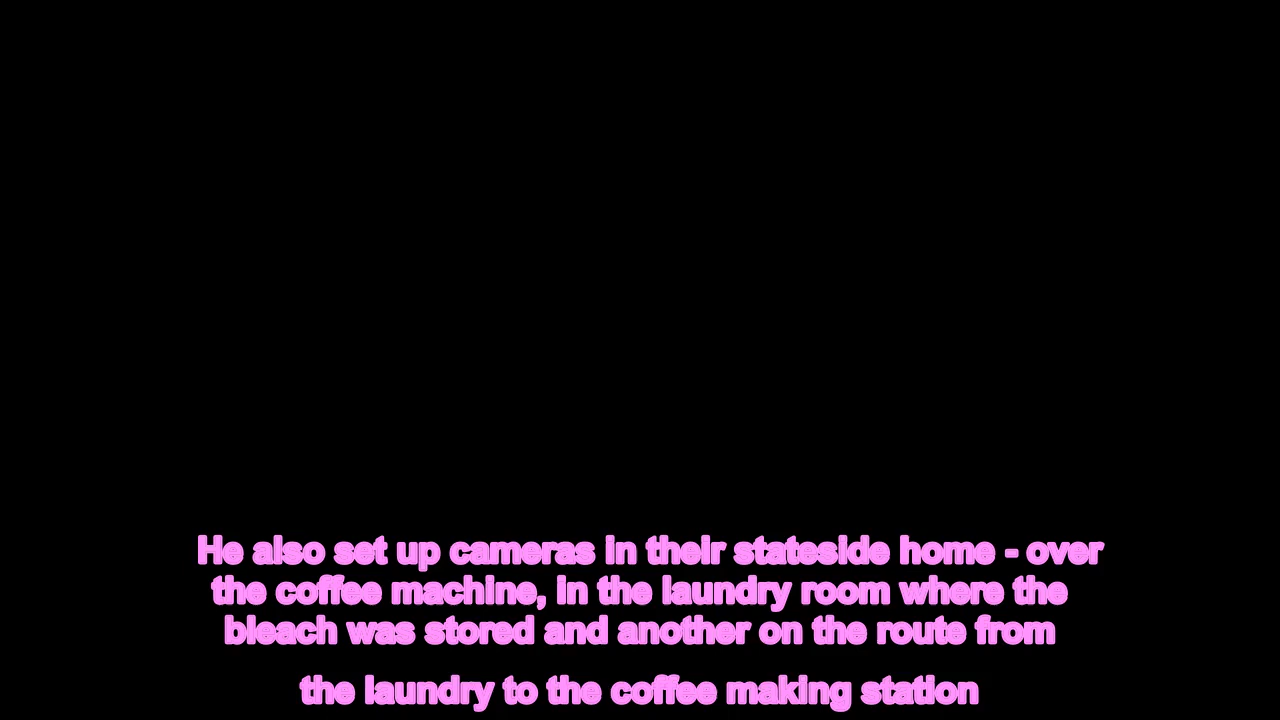 He also set up cameras in their stateside home - over
the coffee machine, in the laundry room where the
bleach was stored and another on the route from
the laundry to the coffee making station